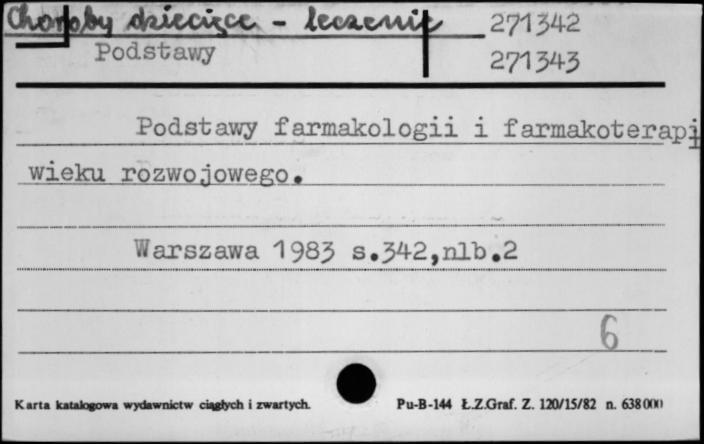 Choroby dziecięce - leczenie 271342
Podstawy 271343
Podstawy farmakologii i farmakoterapii
wieku rozwojowego.
Warszawa 1983 s.342,nlb.2
6
Karta katalogowa wydawnictw ciągłych i zwartych. Pu-B-144 Ł.Z.Graf. Z. 120/15/82 n. 638000